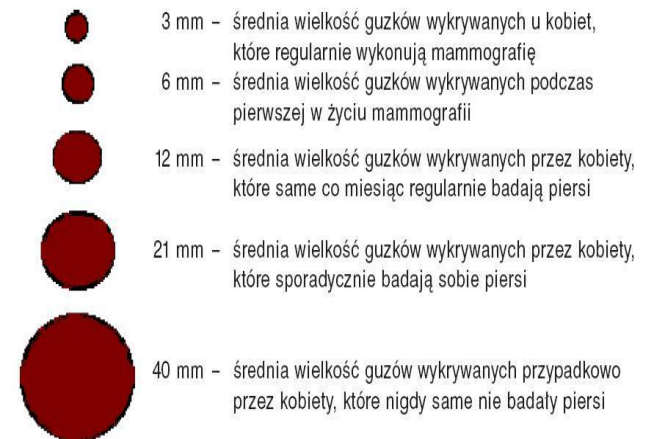 3 mm – średnia wielkość guzków wykrywanych u kobiet,
które regularnie wykonują mammografię
6 mm – średnia wielkość guzków wykrywanych podczas
pierwszej w życiu mammografii
12 mm – średnia wielkość guzków wykrywanych przez kobiety,
które same co miesiąc regularnie badają piersi
21 mm – średnia wielkość guzków wykrywanych przez kobiety,
które sporadycznie badają sobie piersi
40 mm – średnia wielkość guzów wykrywanych przypadkowo
przez kobiety, które nigdy same nie badały piersi